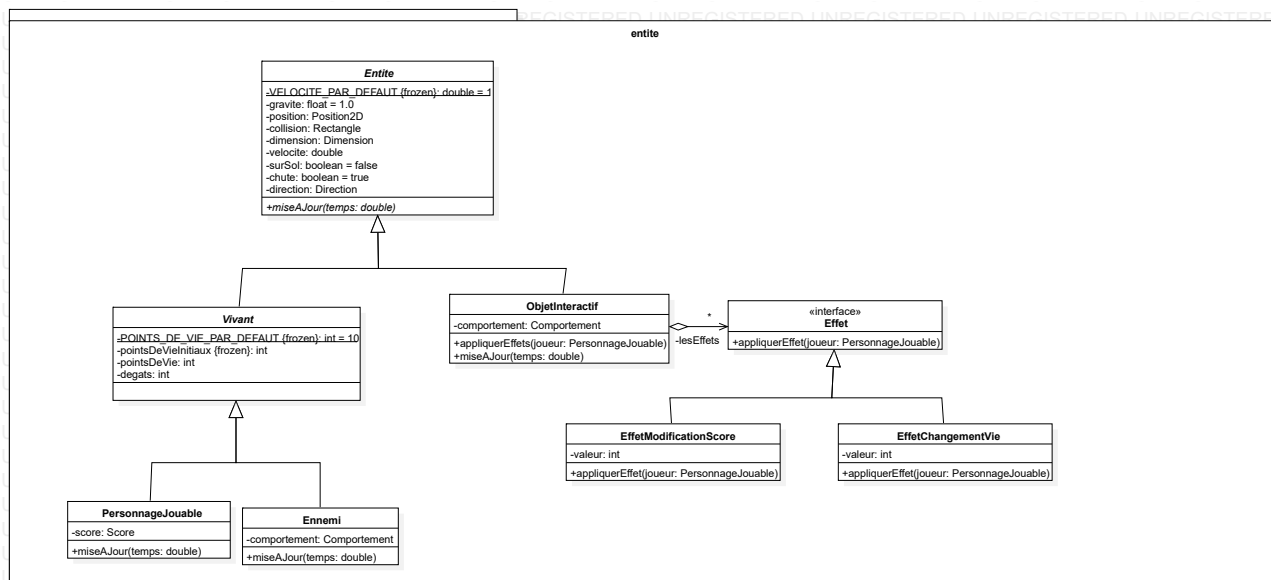 REGISTERED UNREGISTERED UNREGISTERED UNREGISTERED UNREGISTERE
entite
Entite
-VELOCITE_PAR_DEFAUT {frozen}: double = 1
-gravite: float = 1.0
-position: Position2D
-collision: Rectangle
-dimension: Dimension
-velocite: double
-surSol: boolean = false
-chute: boolean = true
-direction: Direction
+miseAJour(temps: double)
Vivant
-POINTS_DE_VIE_PAR_DEFAUT {frozen}: int = 10
-pointsDeVieInitiaux {frozen}: int
-pointsDeVie: int
-degats: int
ObjetInteractif
-comportement: Comportement
+appliquerEffets(joueur: PersonnageJouable)
+miseAJour(temps: double)
*
-lesEffets
«interface»
Effet
+appliquerEffet(joueur: PersonnageJouable)
EffetModificationScore
-valeur: int
+appliquerEffet(joueur: PersonnageJouable)
EffetChangementVie
-valeur: int
+appliquerEffet(joueur: PersonnageJouable)
PersonnageJouable
-score: Score
+miseAJour(temps: double)
Ennemi
-comportement: Comportement
+miseAJour(temps: double)